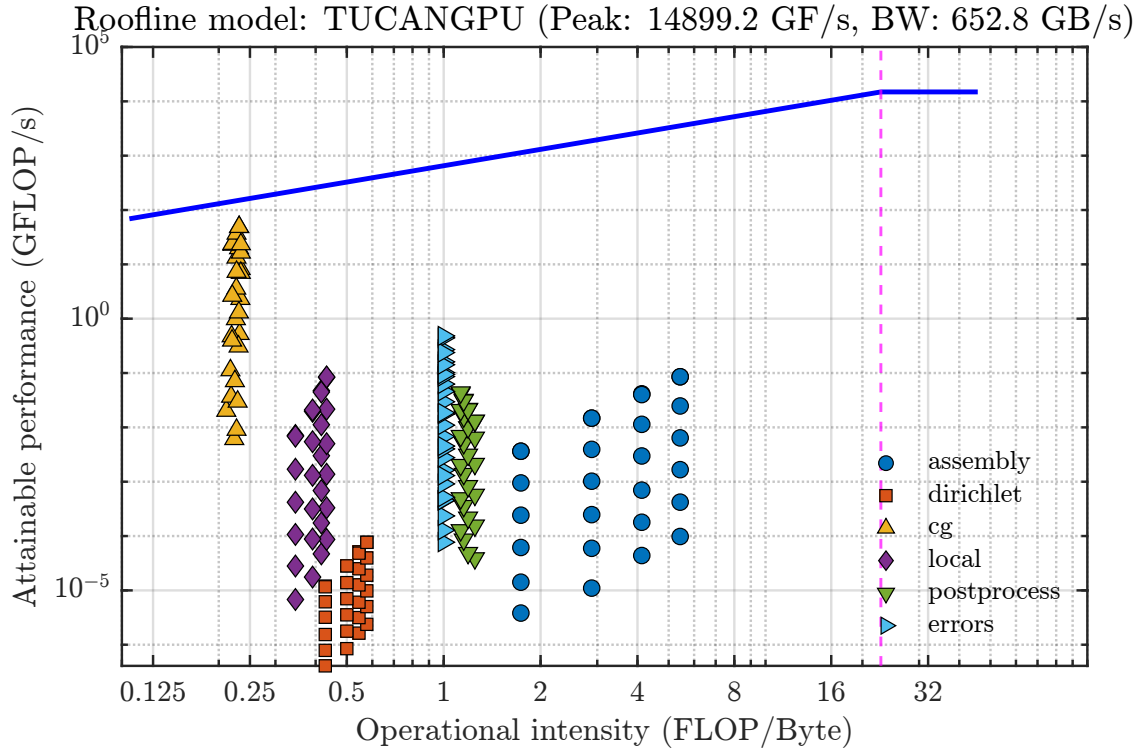 Roofline model: TUCANGPU (Peak: 14899.2 GF/s, BW: 652.8 GB/s)
10^5
10^0
10^-5
Attainable performance (GFLOP/s)
assembly
dirichlet
cg
local
postprocess
errors
0.125 0.25 0.5 1 2 4 8 16 32
Operational intensity (FLOP/Byte)